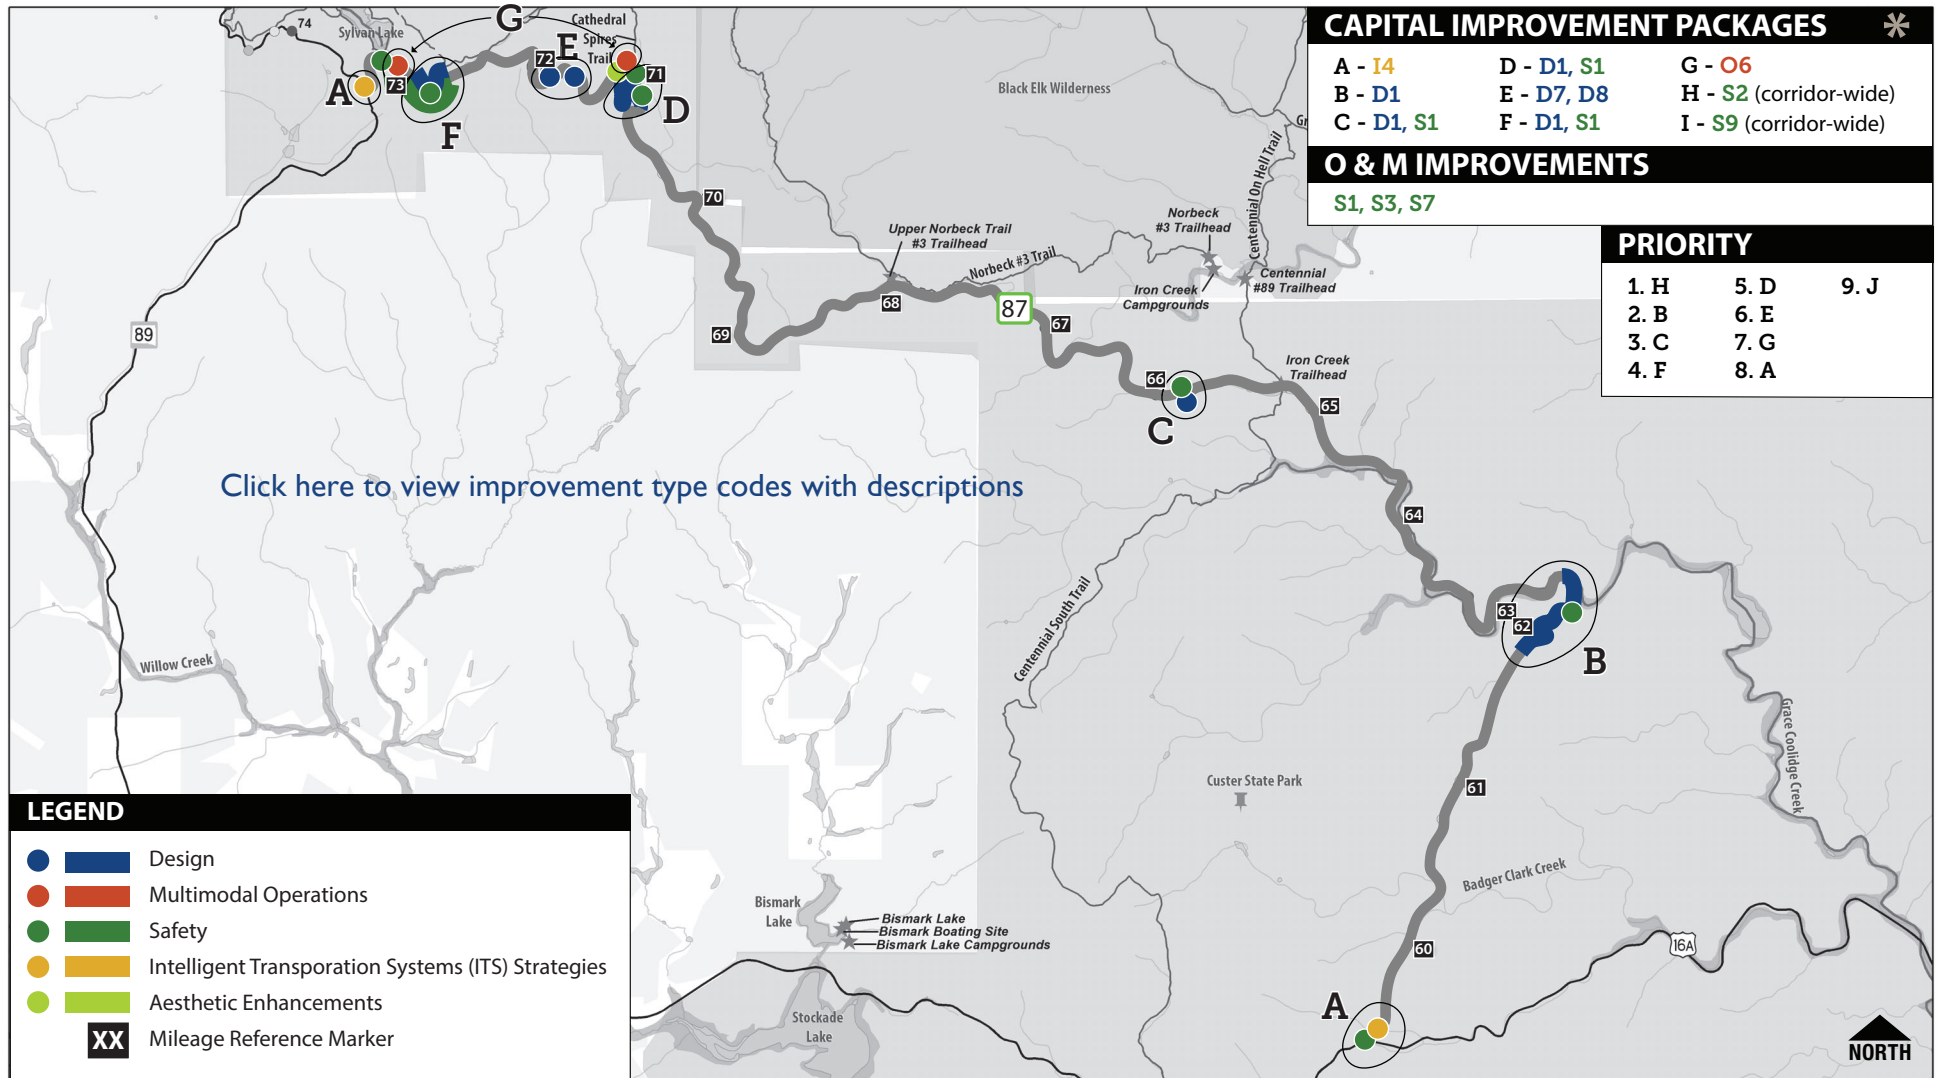 CAPITAL IMPROVEMENT PACKAGES *
A - I4
B - D1
C - D1, S1
D - D1, S1
E - D7, D8
F - D1, S1
G - O6
H - S2 (corridor-wide)
I - S9 (corridor-wide)
O & M IMPROVEMENTS
S1, S3, S7
PRIORITY
1. H
2. B
3. C
4. F
5. D
6. E
7. G
8. A
9. J
74
Sylvan Lake
G
Cathedral
Spires
Trail
E
72
71
73
A
F
D
Black Elk Wilderness
Gr
Centennial On Hell Trail
70
Upper Norbeck Trail
#3 Trailhead
Norbeck
#3 Trailhead
Norbeck #3 Trail
Iron Creek
Campgrounds
Centennial
#89 Trailhead
68
87
67
69
89
66
Iron Creek
Trailhead
65
C
Click here to view improvement type codes with descriptions
64
Centennial South Trail
63
62
B
Willow Creek
Grace Coolidge Creek
Custer State Park
61
Badger Clark Creek
Bismark
Lake
Bismark Lake
Bismark Boating Site
Bismark Lake Campgrounds
60
16A
A
Stockade
Lake
NORTH
LEGEND
Design
Multimodal Operations
Safety
Intelligent Transporation Systems (ITS) Strategies
Aesthetic Enhancements
XX Mileage Reference Marker